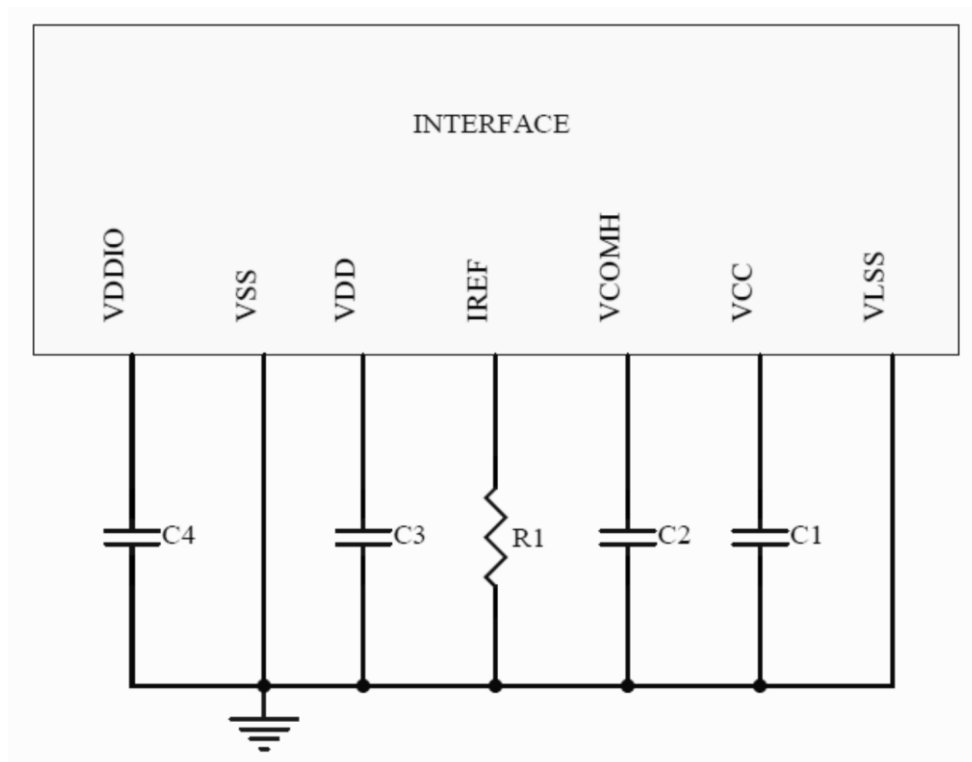 INTERFACE
VDDIO
VSS
VDD
IREF
VCOMH
VCC
VLSS
C4
C3
R1
C2
C1